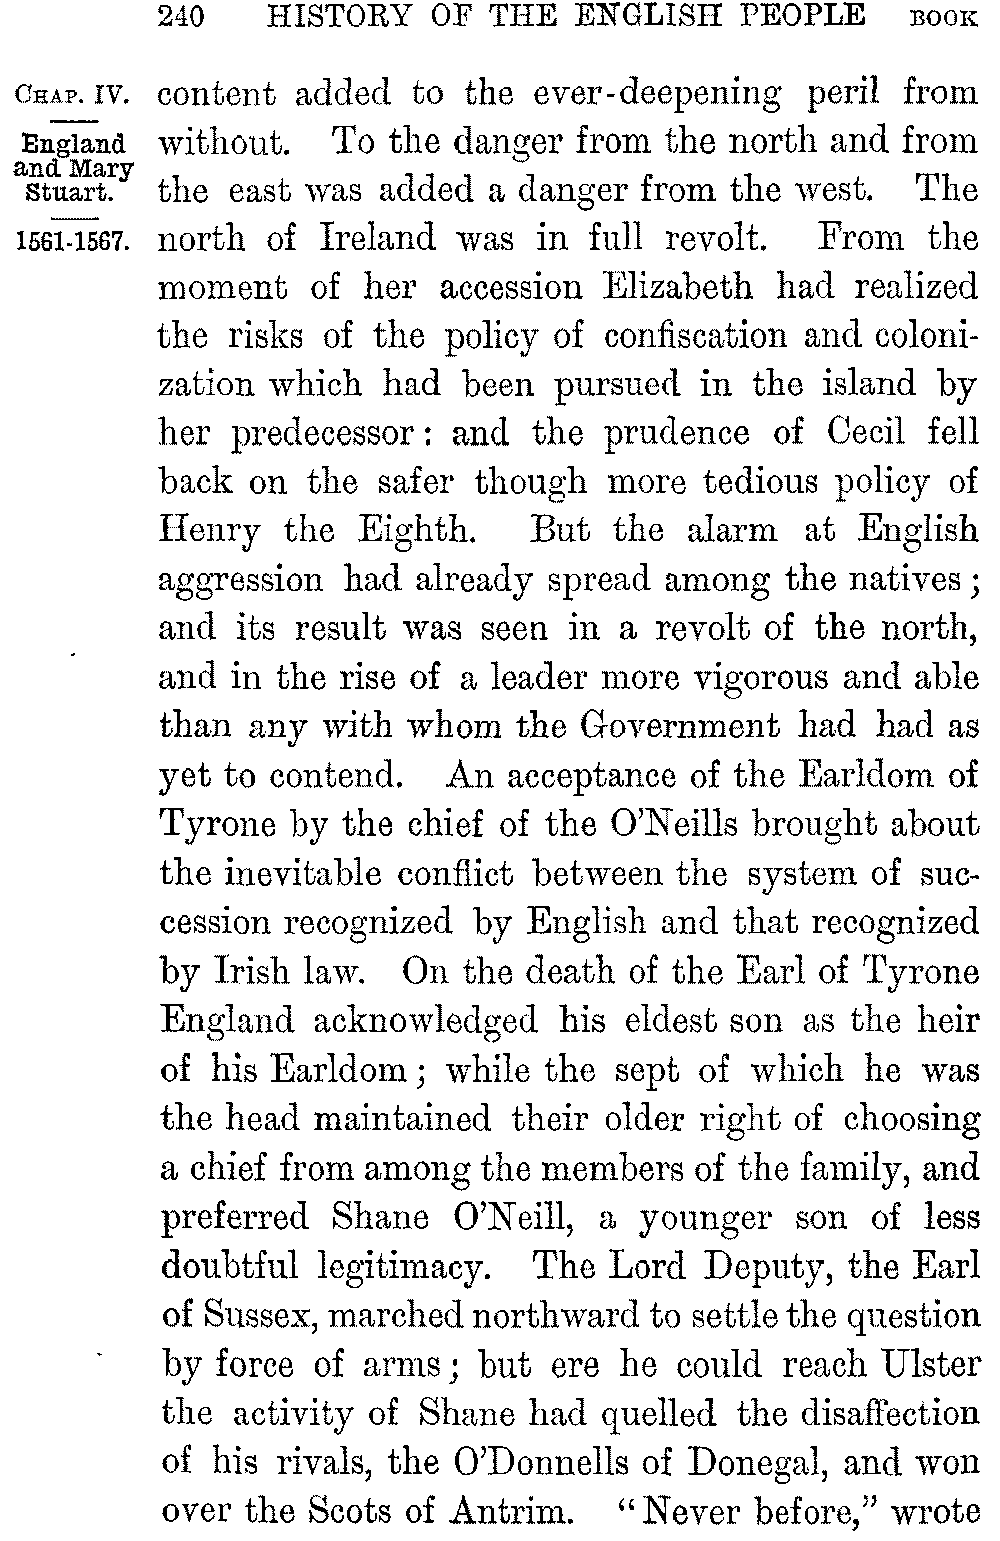 240 HISTORY OF THE ENGLISH PEOPLE BOOK
CHAP. IV.
England
and Mary
Stuart.
1561-1567.
content added to the ever-deepening peril from
without. To the danger from the north and from
the east was added a danger from the west. The
north of Ireland was in full revolt. From the
moment of her accession Elizabeth had realized
the risks of the policy of confiscation and coloni-
zation which had been pursued in the island by
her predecessor: and the prudence of Cecil fell
back on the safer though more tedious policy of
Henry the Eighth. But the alarm at English
aggression had already spread among the natives;
and its result was seen in a revolt of the north,
and in the rise of a leader more vigorous and able
than any with whom the Government had had as
yet to contend. An acceptance of the Earldom of
Tyrone by the chief of the O'Neills brought about
the inevitable conflict between the system of suc-
cession recognized by English and that recognized
by Irish law. On the death of the Earl of Tyrone
England acknowledged his eldest son as the heir
of his Earldom; while the sept of which he was
the head maintained their older right of choosing
a chief from among the members of the family, and
preferred Shane O'Neill, a younger son of less
doubtful legitimacy. The Lord Deputy, the Earl
of Sussex, marched northward to settle the question
by force of arms; but ere he could reach Ulster
the activity of Shane had quelled the disaffection
of his rivals, the O'Donnells of Donegal, and won
over the Scots of Antrim. "Never before," wrote